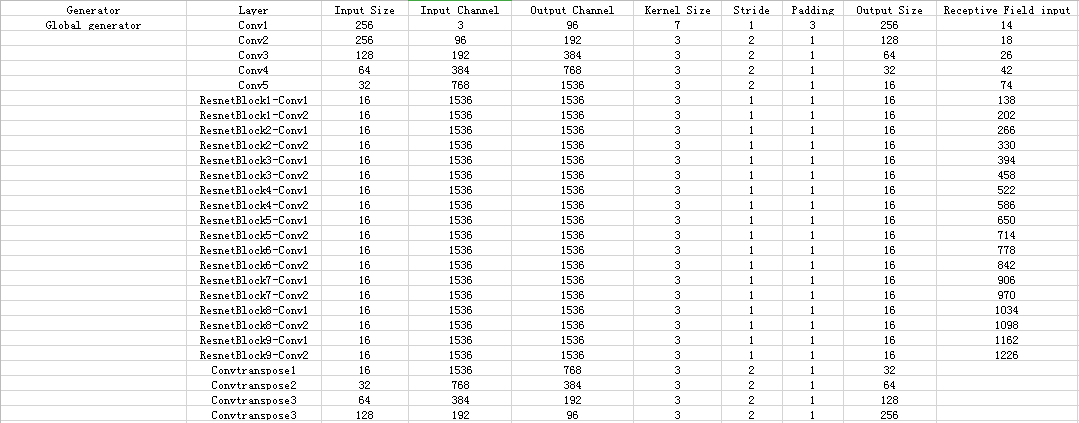 Generator Layer Input Size Input Channel Output Channel Kernel Size Stride Padding Output Size Receptive Field input
Global generator Conv1 256 3 96 7 1 3 256 14
Conv2 256 96 192 3 2 1 128 18
Conv3 128 192 384 3 2 1 64 26
Conv4 64 384 768 3 2 1 32 42
Conv5 32 768 1536 3 2 1 16 74
ResnetBlock1-Conv1 16 1536 1536 3 1 1 16 138
ResnetBlock1-Conv2 16 1536 1536 3 1 1 16 202
ResnetBlock2-Conv1 16 1536 1536 3 1 1 16 266
ResnetBlock2-Conv2 16 1536 1536 3 1 1 16 330
ResnetBlock3-Conv1 16 1536 1536 3 1 1 16 394
ResnetBlock3-Conv2 16 1536 1536 3 1 1 16 458
ResnetBlock4-Conv1 16 1536 1536 3 1 1 16 522
ResnetBlock4-Conv2 16 1536 1536 3 1 1 16 586
ResnetBlock5-Conv1 16 1536 1536 3 1 1 16 650
ResnetBlock5-Conv2 16 1536 1536 3 1 1 16 714
ResnetBlock6-Conv1 16 1536 1536 3 1 1 16 778
ResnetBlock6-Conv2 16 1536 1536 3 1 1 16 842
ResnetBlock7-Conv1 16 1536 1536 3 1 1 16 906
ResnetBlock7-Conv2 16 1536 1536 3 1 1 16 970
ResnetBlock8-Conv1 16 1536 1536 3 1 1 16 1034
ResnetBlock8-Conv2 16 1536 1536 3 1 1 16 1098
ResnetBlock9-Conv1 16 1536 1536 3 1 1 16 1162
ResnetBlock9-Conv2 16 1536 1536 3 1 1 16 1226
Convtranspose1 16 1536 768 3 2 1 32
Convtranspose2 32 768 384 3 2 1 64
Convtranspose3 64 384 192 3 2 1 128
Convtranspose3 128 192 96 3 2 1 256